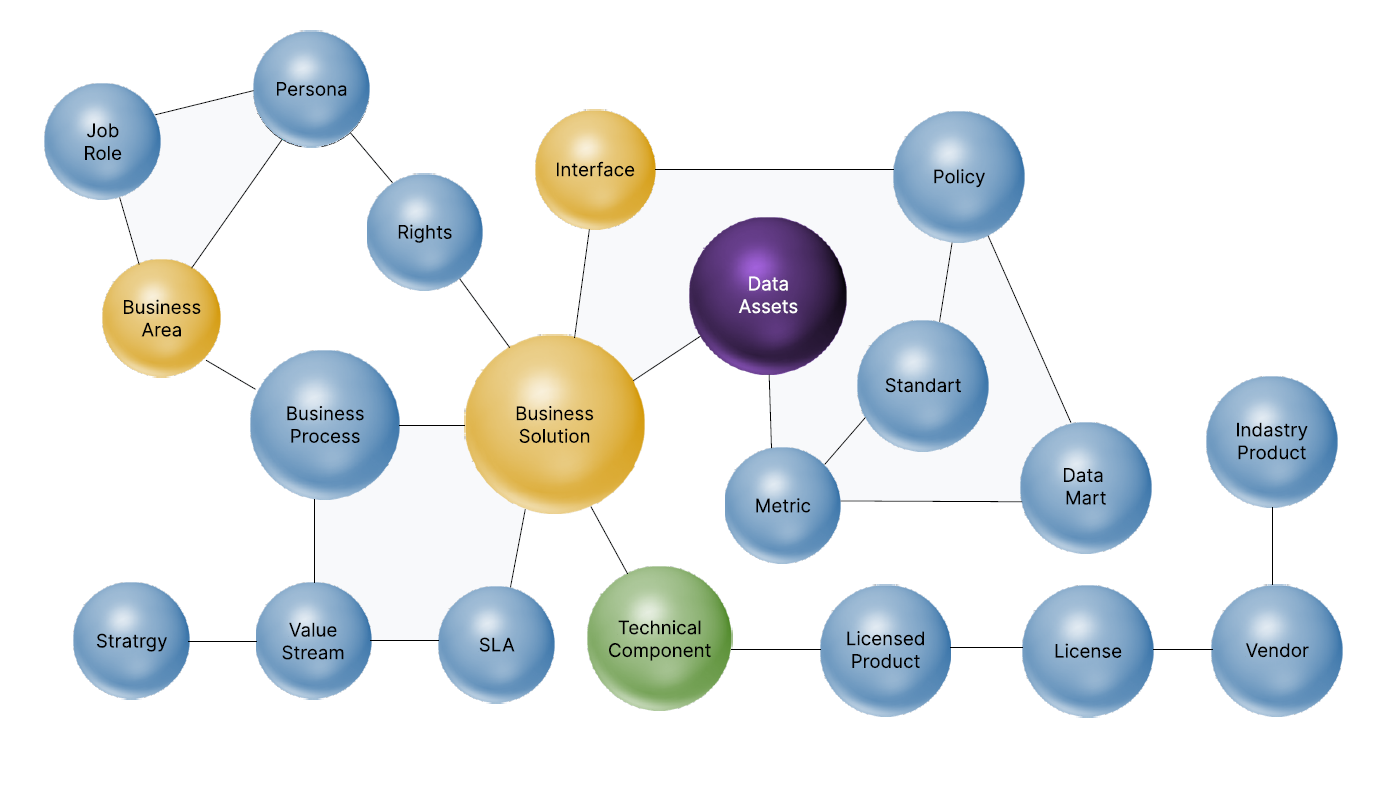 Persona
Job
Role
Interface
Policy
Rights
Data
Assets
Business
Area
Standart
Business
Process
Business
Solution
Indastry
Product
Data
Mart
Metric
Stratrgy
Value
Stream
SLA
Technical
Component
Licensed
Product
License
Vendor